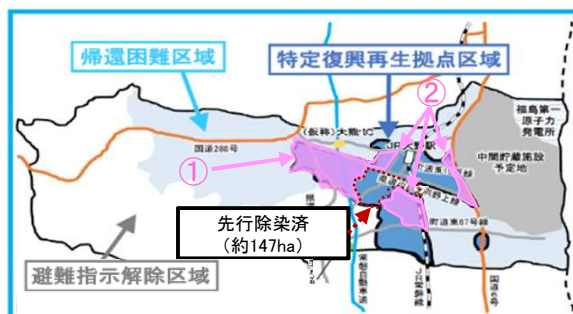 帰還困難区域
特定復興再生拠点区域
②
福島第一
原子力
発電所
(仮称)大熊IC
JR大野駅
国道288号
①
中間貯蔵施設
予定地
先行除染済
(約147ha)
町道東67号線
避難指示解除区域
常磐自動車道
JR常磐線
国道6号